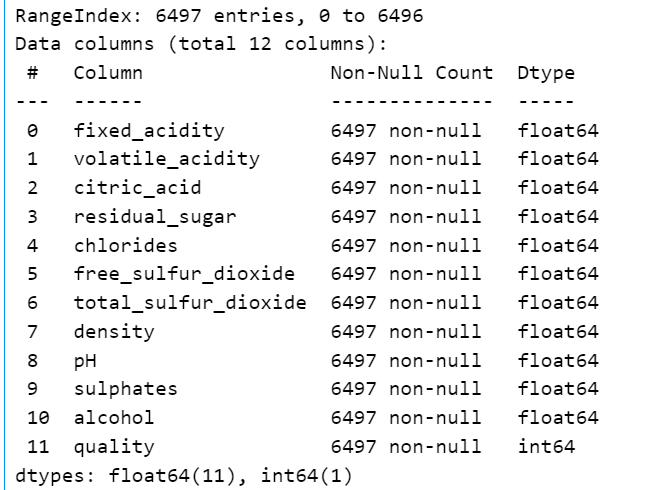 RangeIndex: 6497 entries, 0 to 6496
Data columns (total 12 columns):
 #   Column                Non-Null Count  Dtype
---  ------                --------------  -----
 0   fixed_acidity         6497 non-null   float64
 1   volatile_acidity      6497 non-null   float64
 2   citric_acid           6497 non-null   float64
 3   residual_sugar        6497 non-null   float64
 4   chlorides             6497 non-null   float64
 5   free_sulfur_dioxide   6497 non-null   float64
 6   total_sulfur_dioxide  6497 non-null   float64
 7   density               6497 non-null   float64
 8   pH                    6497 non-null   float64
 9   sulphates             6497 non-null   float64
 10  alcohol               6497 non-null   float64
 11  quality               6497 non-null   int64
dtypes: float64(11), int64(1)